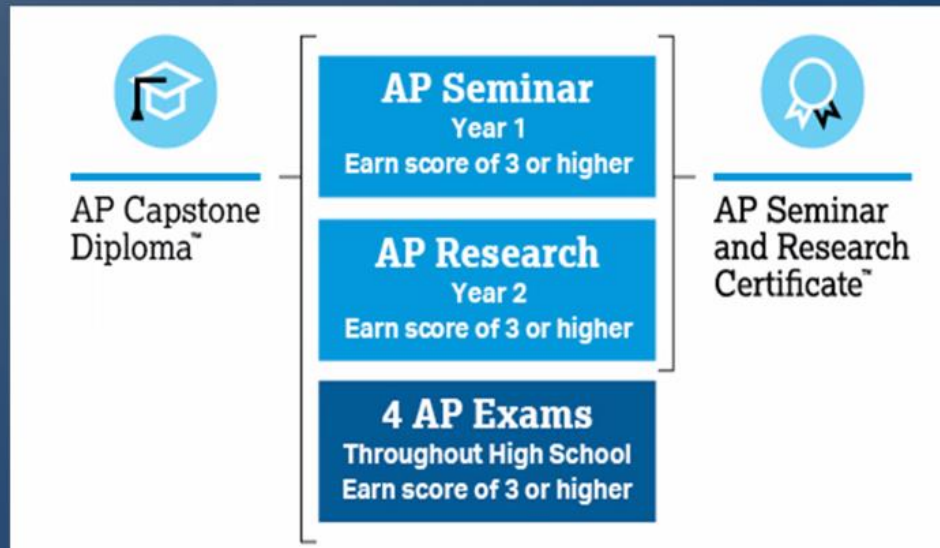 AP Capstone
Diploma™
AP Seminar
Year 1
Earn score of 3 or higher
AP Research
Year 2
Earn score of 3 or higher
4 AP Exams
Throughout High School
Earn score of 3 or higher
AP Seminar
and Research
Certificate™